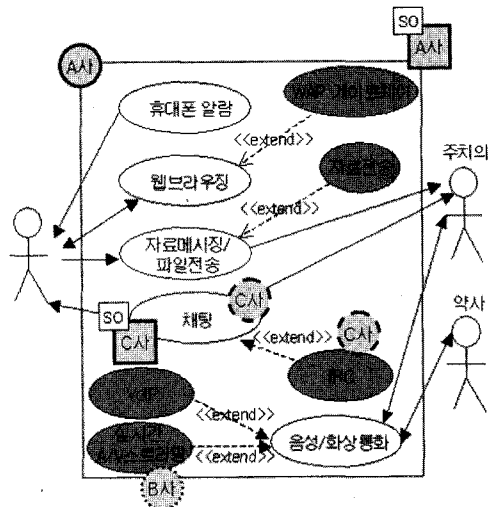 SO
A사
A사
휴대폰 알람
WAP 게이트웨이
<<extend>>
주치의
웹브라우징
자료전송
<<extend>>
자료메시징/
파일전송
C사
SO
채팅
C사
<<extend>>
C사
IRC
약사
VoIP
<<extend>>
실시간
A/V스트리밍
<<extend>>
음성/화상통화
B사